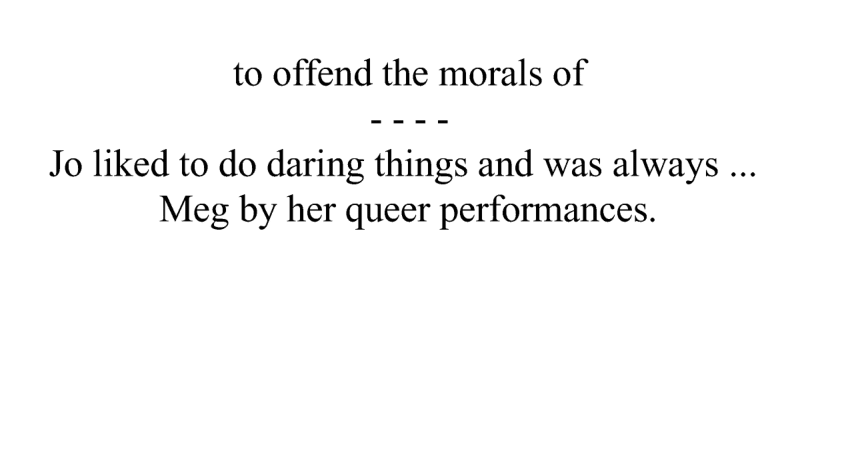 to offend the morals of
- - - -
Jo liked to do daring things and was always ...
Meg by her queer performances.